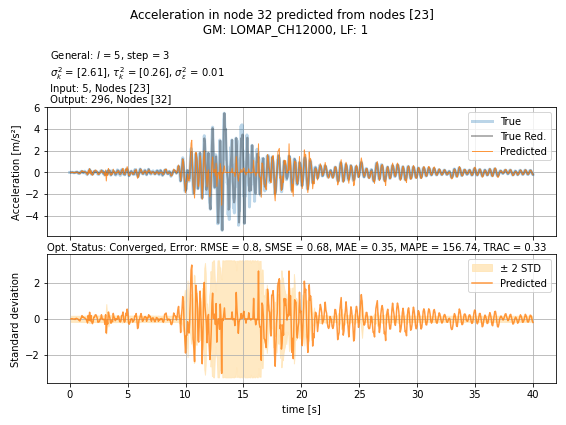 Acceleration in node 32 predicted from nodes [23]
GM: LOMAP_CH12000, LF: 1
General: l = 5, step = 3
σ²ₖ = [2.61], τ²ₖ = [0.26], σ²ε = 0.01
Input: 5, Nodes [23]
Output: 296, Nodes [32]
6
4
2
0
−2
−4
Acceleration [m/s²]
True
True Red.
Predicted
Opt. Status: Converged, Error: RMSE = 0.8, SMSE = 0.68, MAE = 0.35, MAPE = 156.74, TRAC = 0.33
2
0
−2
Standard deviation
± 2 STD
Predicted
0 5 10 15 20 25 30 35 40
time [s]